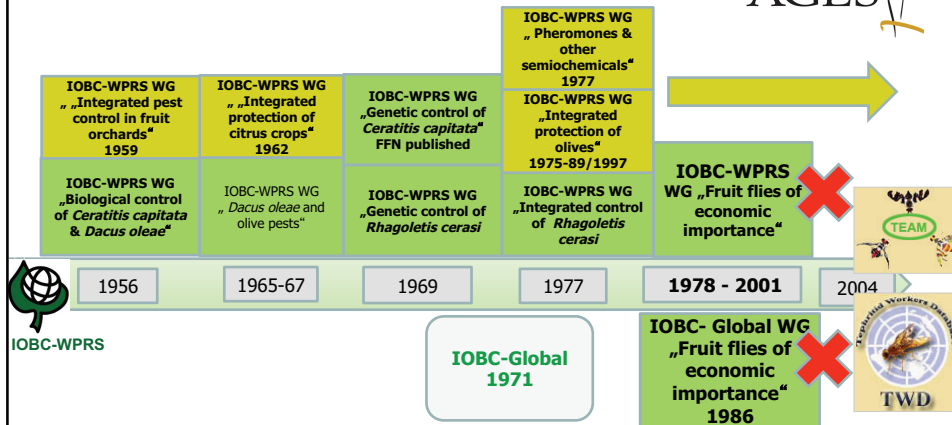 AGES
IOBC-WPRS WG
„ Pheromones &
other
semiochemicals“
1977
IOBC-WPRS WG
„ „Integrated pest
control in fruit
orchards“
1959
IOBC-WPRS WG
„ „Integrated
protection of
citrus crops“
1962
IOBC-WPRS WG
„Genetic control of
Ceratitis capitata“
FFN published
IOBC-WPRS WG
„Integrated
protection of
olives“
1975-89/1997
IOBC-WPRS WG
„Biological control
of Ceratitis capitata
& Dacus oleae“
IOBC-WPRS WG
„ Dacus oleae and
olive pests“
IOBC-WPRS WG
„Genetic control of
Rhagoletis cerasi
IOBC-WPRS WG
„Integrated control
of Rhagoletis
cerasi
IOBC-WPRS
WG „Fruit flies of
economic
importance“
TEAM
1956
1965-67
1969
1977
1978 - 2001
2004
IOBC-WPRS
IOBC-Global
1971
IOBC- Global WG
„Fruit flies of
economic
importance“
1986
Tephritid Workers Databas
TWD